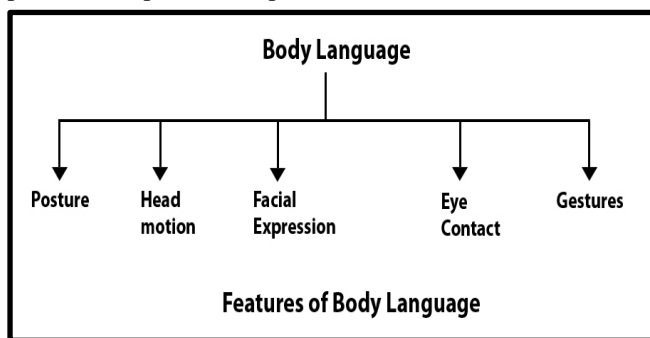 Body Language
Posture
Head
motion
Facial
Expression
Eye
Contact
Gestures
Features of Body Language